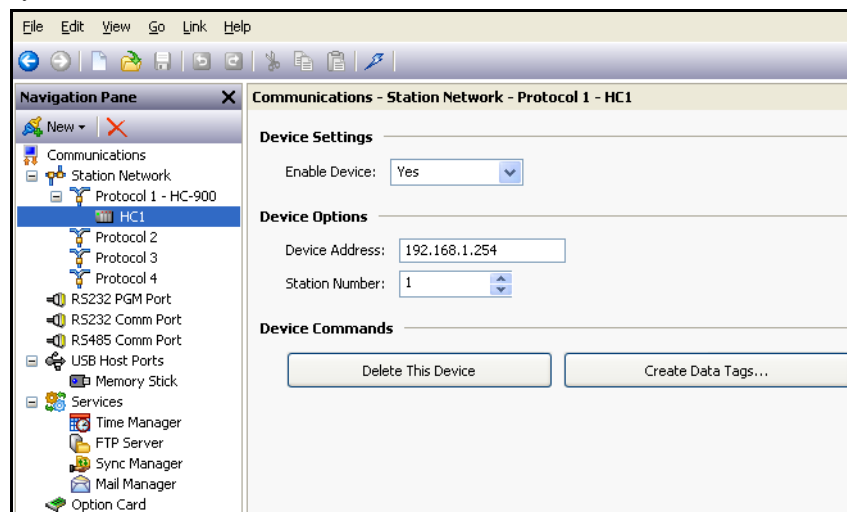 File Edit View Go Link Help
Navigation Pane
Communications - Station Network - Protocol 1 - HC1
New
Device Settings
Communications
Station Network
Enable Device: Yes
Protocol 1 - HC-900
HC1
Device Options
Protocol 2
Device Address: 192.168.1.254
Protocol 3
Protocol 4
Station Number: 1
RS232 PGM Port
RS232 Comm Port
Device Commands
RS485 Comm Port
USB Host Ports
Delete This Device Create Data Tags...
Memory Stick
Services
Time Manager
FTP Server
Sync Manager
Mail Manager
Option Card